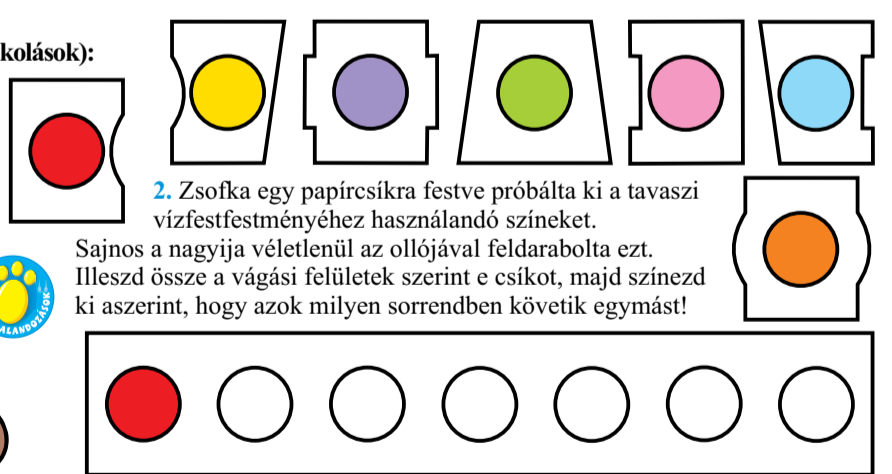 kolások):
2. Zsofka egy papírcsíkra festve próbálta ki a tavaszi
vízfestfestményéhez használandó színeket.
Sajnos a nagyija véletlenül az ollójával feldarabolta ezt.
Illeszd össze a vágási felületek szerint e csíkot, majd színezd
ki aszerint, hogy azok milyen sorrendben követik egymást!
ALANDOZÁSOK